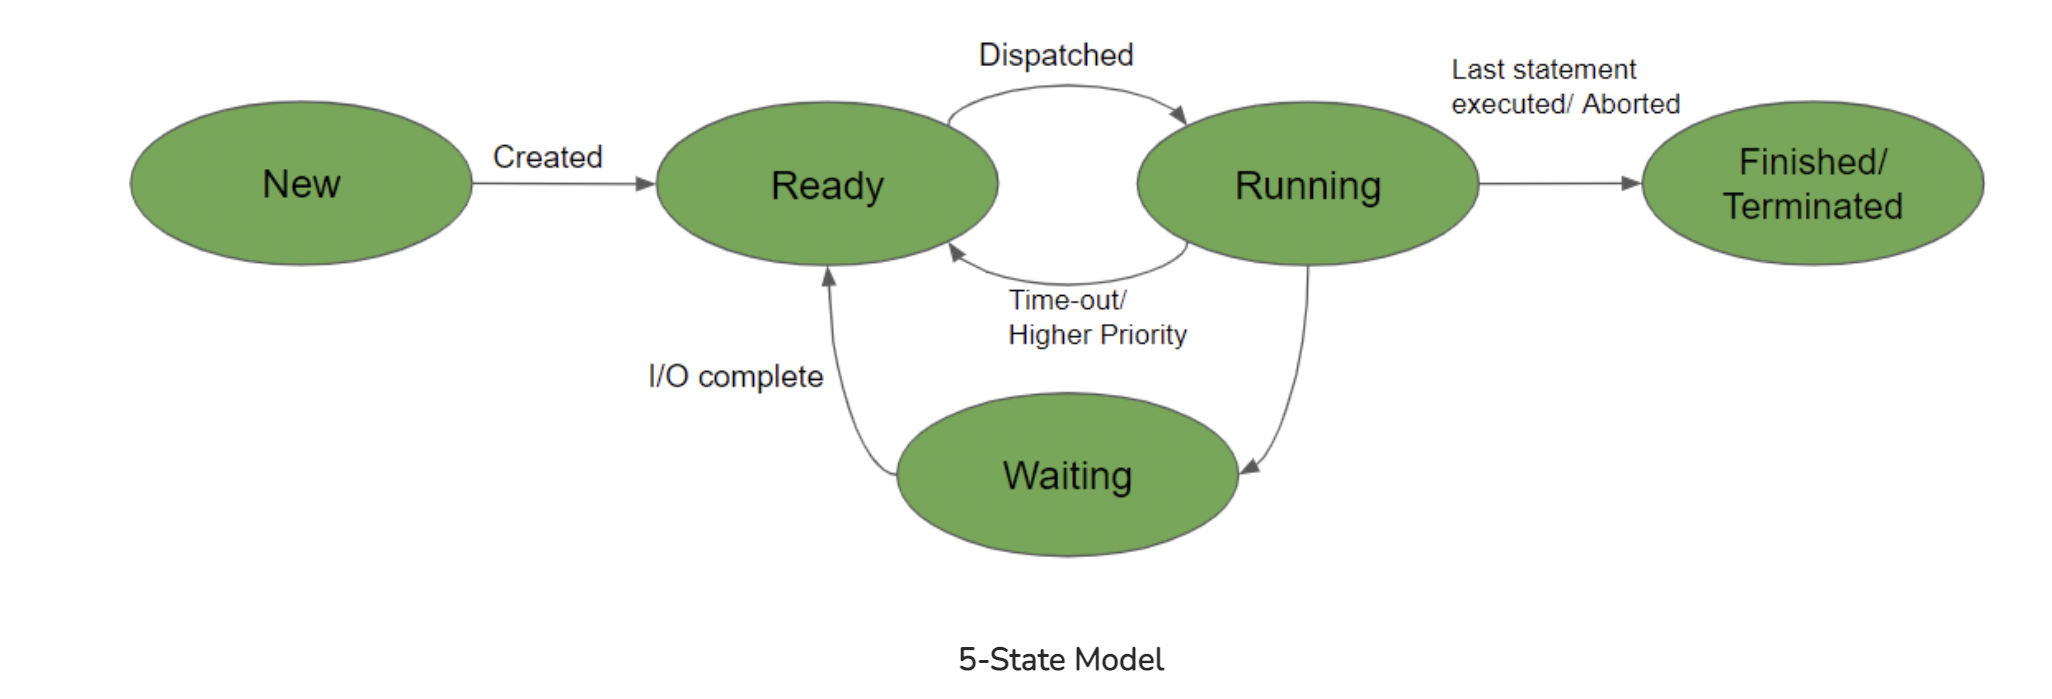 Dispatched
Last statement
executed/ Aborted
New
Created
Ready
Running
Finished/
Terminated
Time-out/
Higher Priority
I/O complete
Waiting
5-State Model